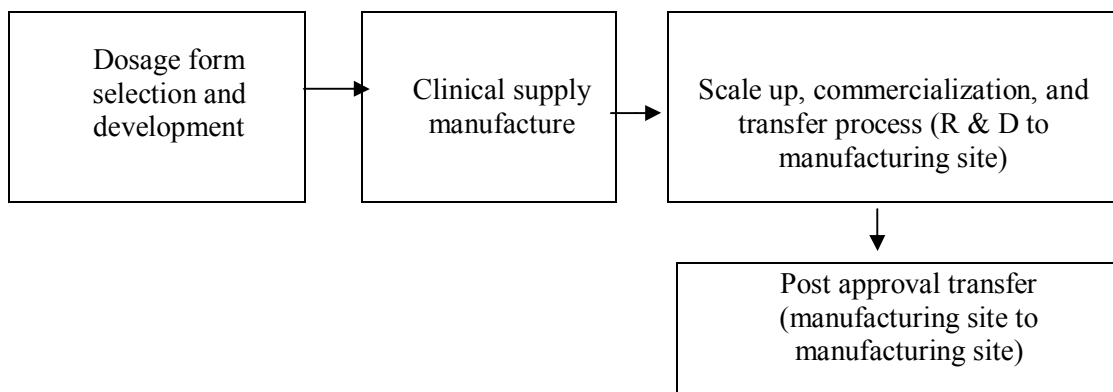 Dosage form
selection and
development
Clinical supply
manufacture
Scale up, commercialization, and
transfer process (R & D to
manufacturing site)
Post approval transfer
(manufacturing site to
manufacturing site)